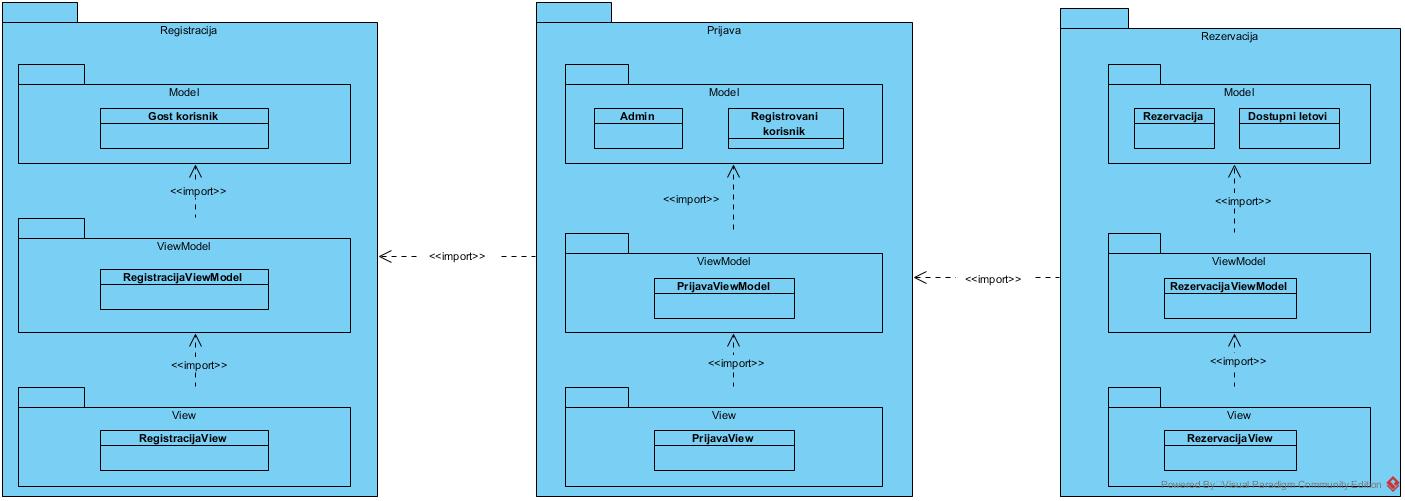 Registracija
Model
Gost korisnik
<<import>>
ViewModel
RegistracijaViewModel
<<import>>
View
RegistracijaView
<<import>>
Prijava
Model
Admin
Registrovani
korisnik
<<import>>
ViewModel
PrijavaViewModel
<<import>>
View
PrijavaView
<<import>>
Rezervacija
Model
Rezervacija
Dostupni letovi
<<import>>
ViewModel
RezervacijaViewModel
<<import>>
View
RezervacijaView
Powered By Visual Paradigm Community Edition